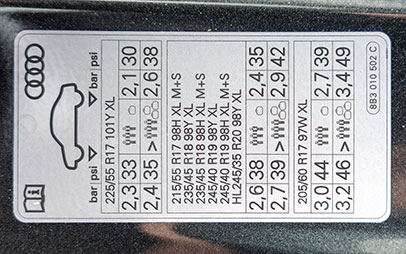 bar | psi
bar | psi
225/55 R17 101Y XL
2,1 30
2,6 38
2,3 33
2,4 35
215/55 R17 98H XL M+S
235/45 R18 98Y XL
235/45 R18 98H XL M+S
245/40 R19 98Y XL
245/40 R19 98H XL M+S
HL245/35 R20 98Y XL
2,4 35
2,9 42
2,6 38
2,7 39
205/60 R17 97W XL
2,7 39
3,4 49
3,0 44
3,2 46
8B3 010 502 C